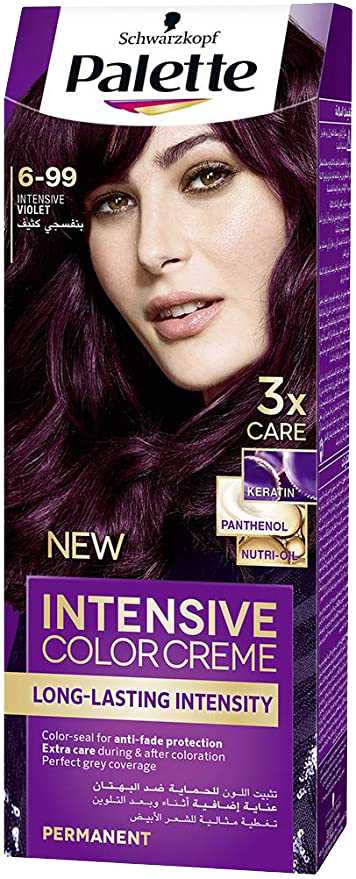 Schwarzkopf
Palette
6-99
INTENSIVE
VIOLET
بنفسجي كثيف
3x
CARE
KERATIN
PANTHENOL
NUTRI-OIL
NEW
INTENSIVE
COLOR CREME
LONG-LASTING INTENSITY
Color-seal for anti-fade protection
Extra care during & after coloration
Perfect grey coverage
تثبيت اللون للحماية ضد البهتان
عناية إضافية أثناء وبعد التلوين
تغطية مثالية للشعر الأبيض
PERMANENT